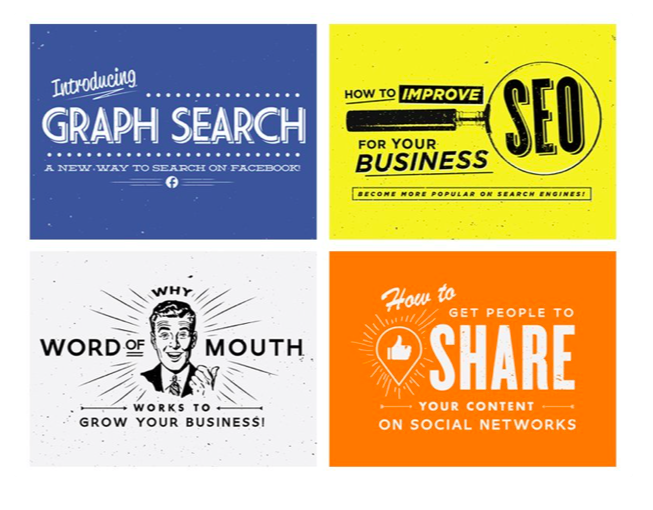 Introducing
GRAPH SEARCH
A NEW WAY TO SEARCH ON FACEBOOK!
f
HOW TO IMPROVE
SEO
FOR YOUR
BUSINESS
BECOME MORE POPULAR ON SEARCH ENGINES!
WHY
WORD OF MOUTH
WORKS TO
GROW YOUR BUSINESS!
How to
GET PEOPLE TO
SHARE
YOUR CONTENT
ON SOCIAL NETWORKS